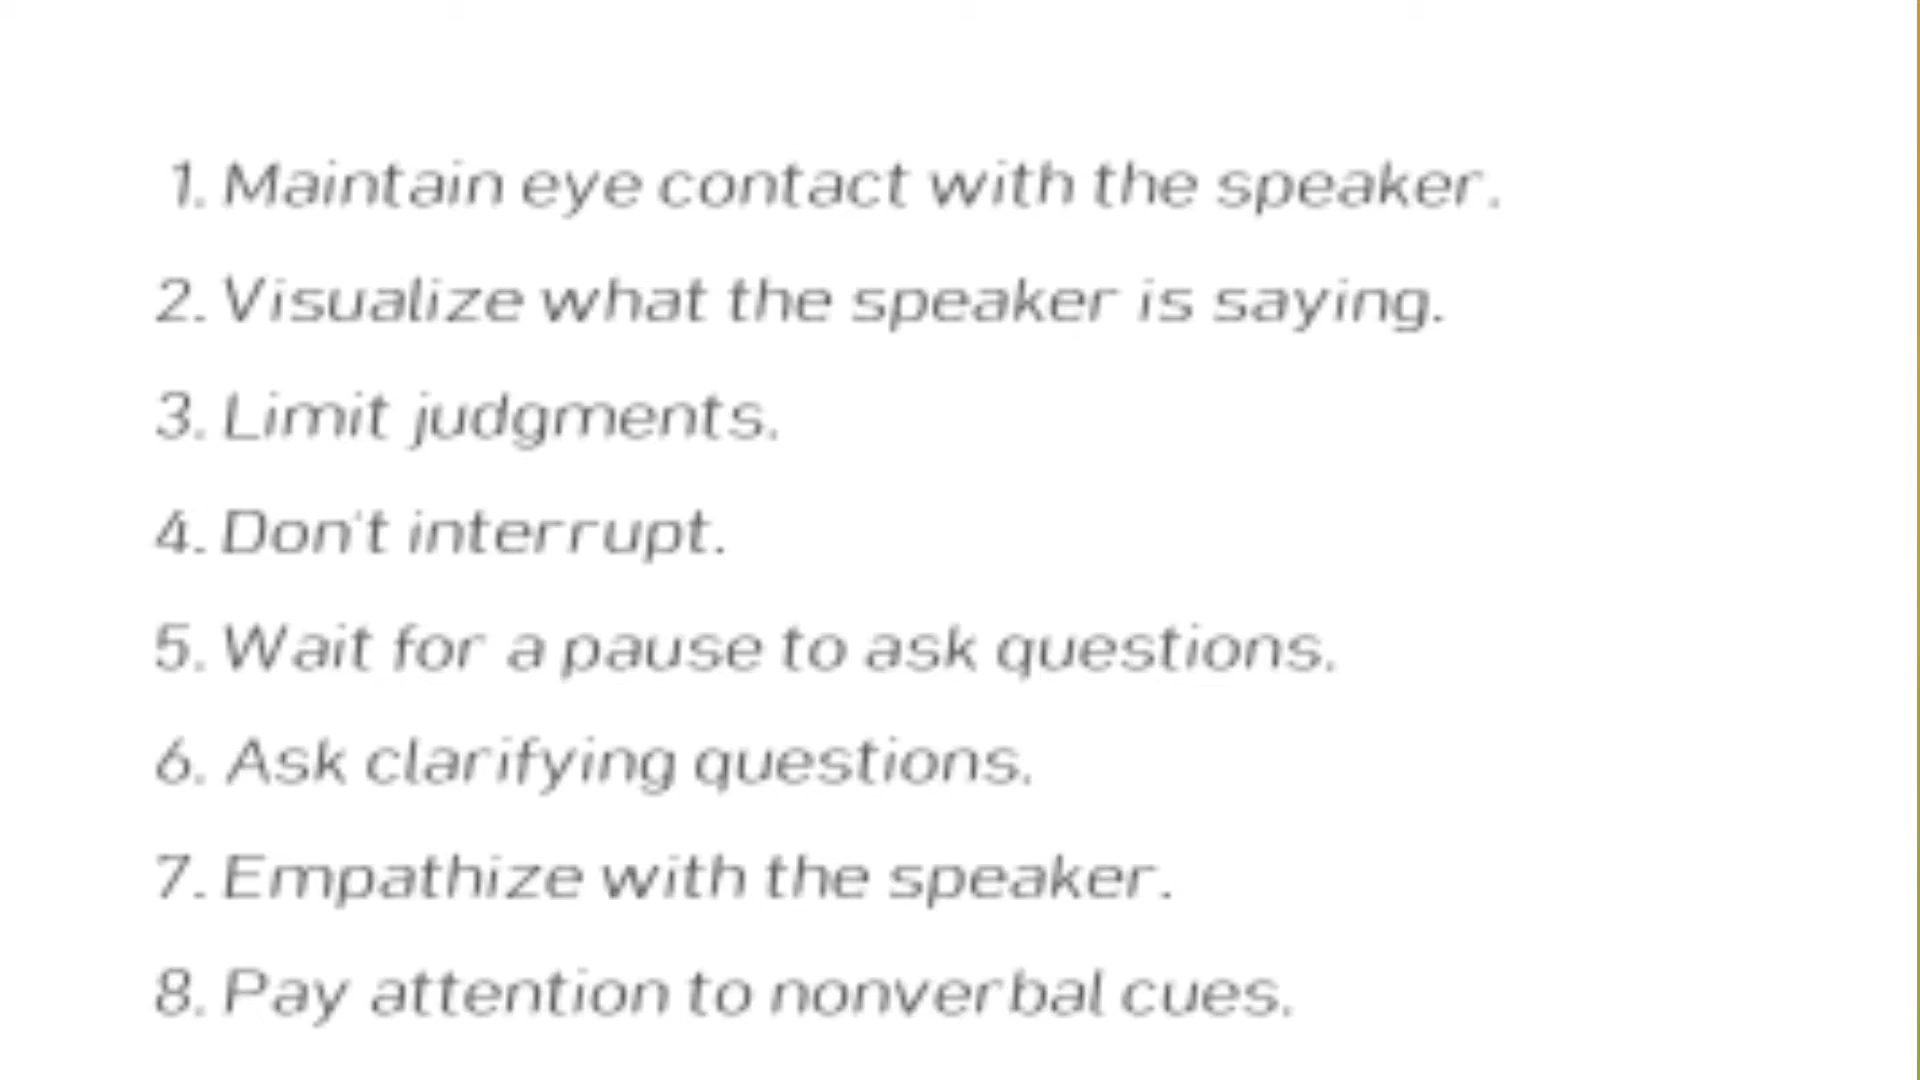 1. Maintain eye contact with the speaker.
2. Visualize what the speaker is saying.
3. Limit judgments.
4. Don't interrupt.
5. Wait for a pause to ask questions.
6. Ask clarifying questions.
7. Empathize with the speaker.
8. Pay attention to nonverbal cues.